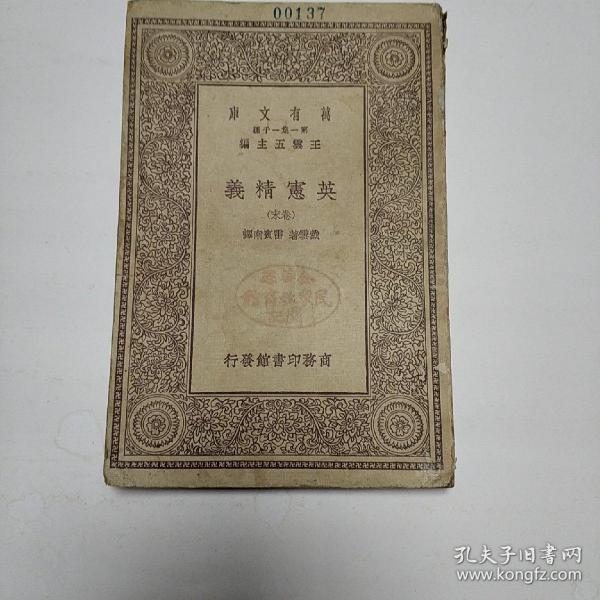 00137
萬有文庫
第一集一千種
王雲五主編
英憲精義
(卷末)
戴雪著 雷賓南譯
商務印書館發行
孔夫子旧书网
www.kongfz.com